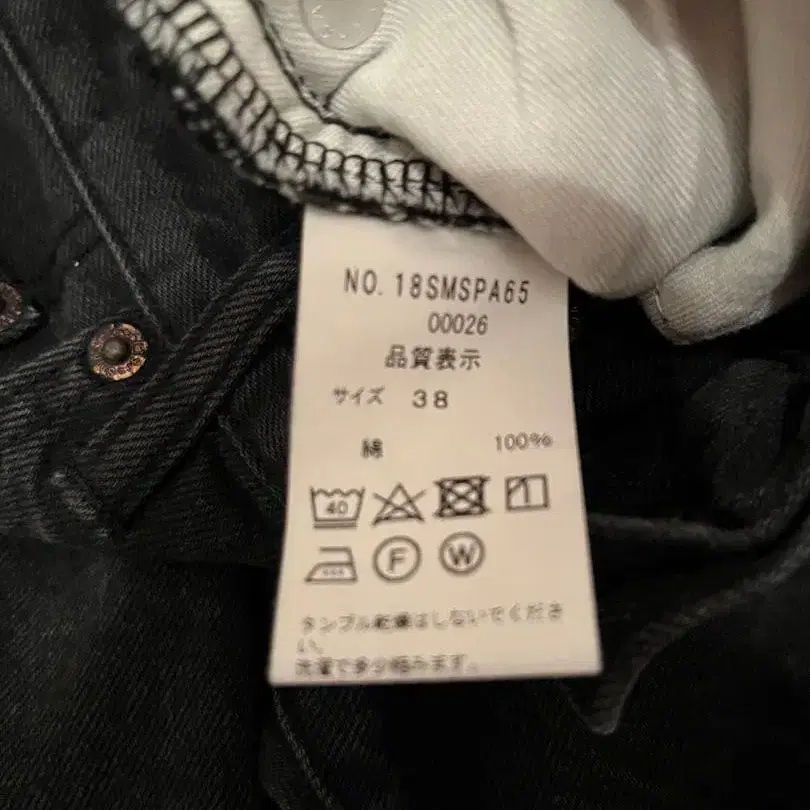 NO. 18SMSPA65
00026
品質表示
サイズ 38
綿 100%
40
F W
タンブル乾燥はしないでくださ
い。
洗濯で多少縮みます。